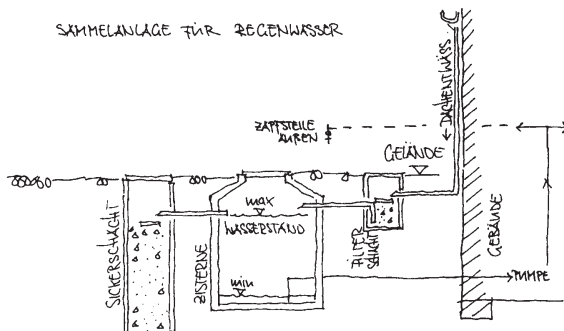 SAMMELANLAGE FÜR REGENWASSER
DACHENTWÄSS.
ZAPFSTELLE
AUßEN
GELÄNDE
SICKERSCHACHT
ZISTERNE
max
WASSERSTAND
min
FILTER
SCHACHT
GEBÄUDE
PUMPE